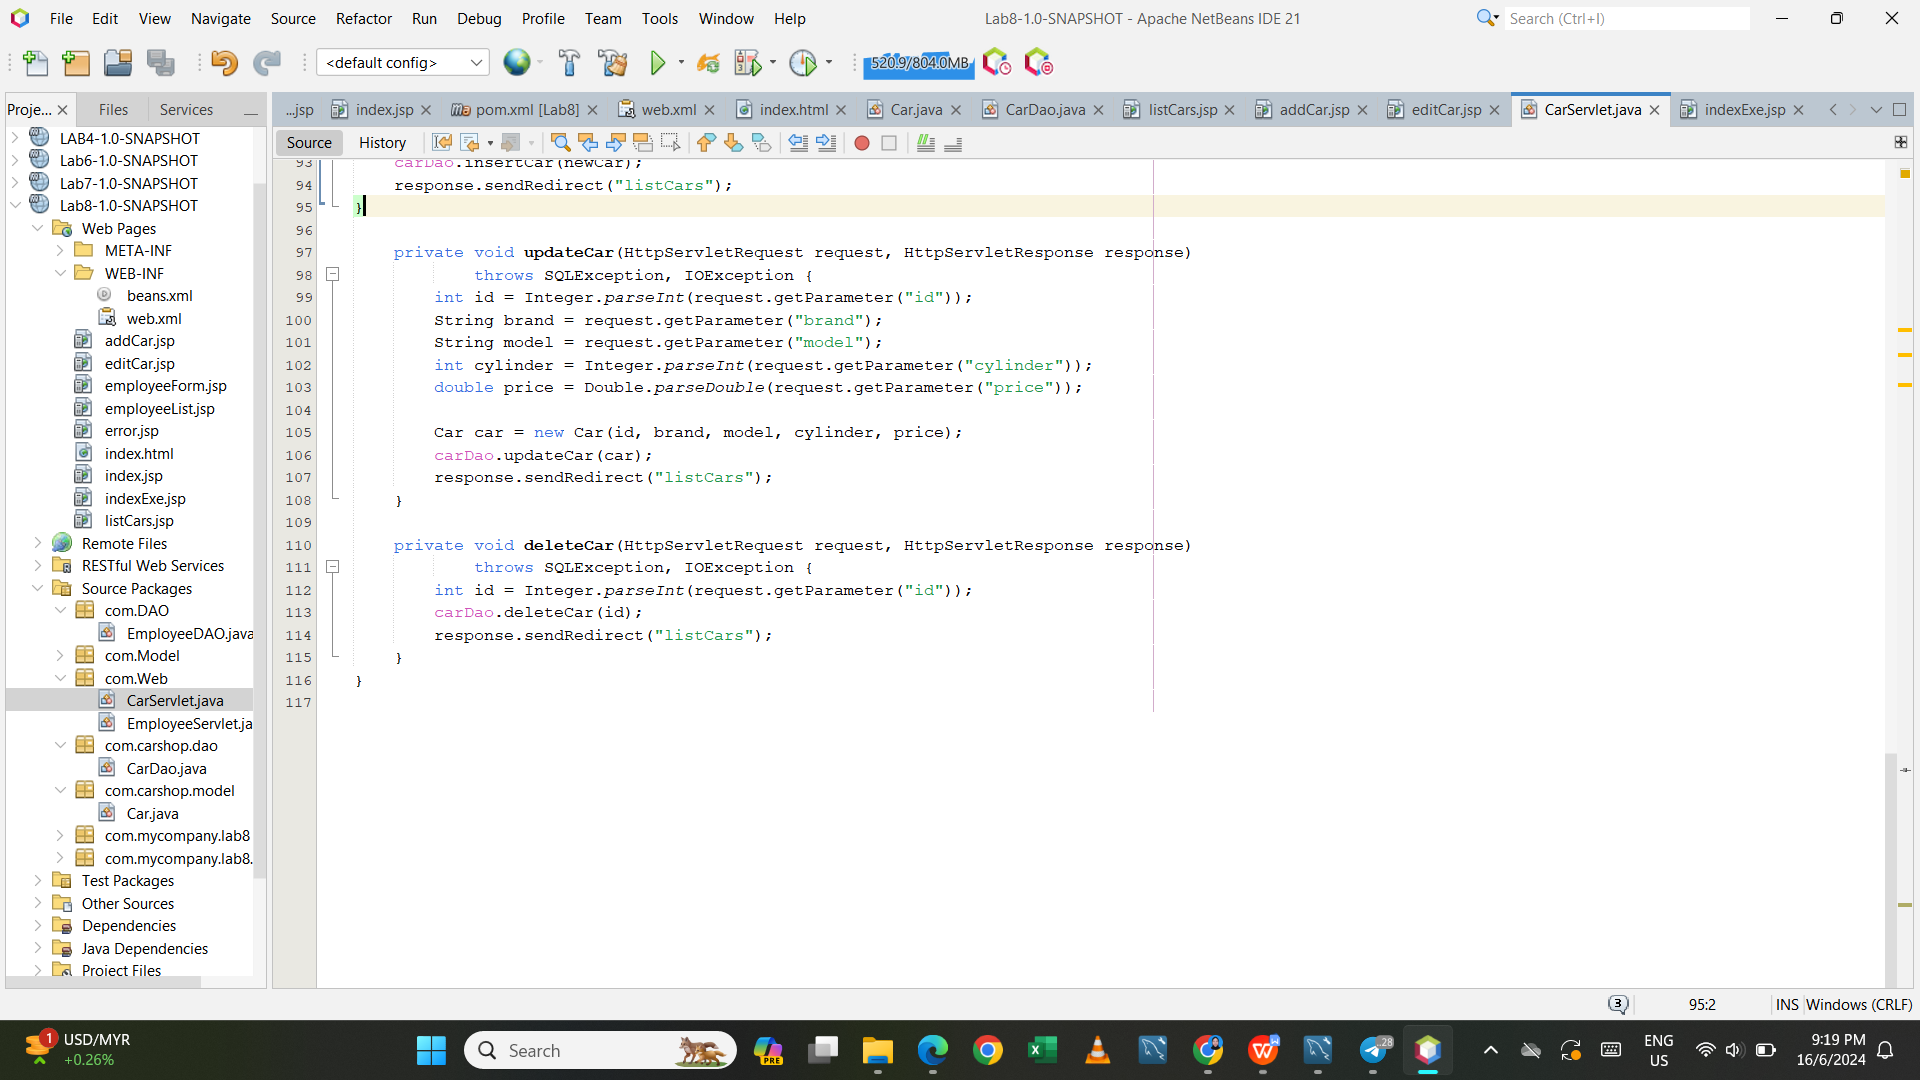 File Edit View Navigate Source Refactor Run Debug Profile Team Tools Window Help Lab8-1.0-SNAPSHOT - Apache NetBeans IDE 21 Search (Ctrl+I)
<default config> 520.9/804.0MB
Proje... Files Services
...jsp index.jsp pom.xml [Lab8] web.xml index.html Car.java CarDao.java listCars.jsp addCar.jsp editCar.jsp CarServlet.java indexExe.jsp
Source History
LAB4-1.0-SNAPSHOT
Lab6-1.0-SNAPSHOT
Lab7-1.0-SNAPSHOT
Lab8-1.0-SNAPSHOT
Web Pages
META-INF
WEB-INF
beans.xml
web.xml
addCar.jsp
editCar.jsp
employeeForm.jsp
employeeList.jsp
error.jsp
index.html
index.jsp
indexExe.jsp
listCars.jsp
Remote Files
RESTful Web Services
Source Packages
com.DAO
EmployeeDAO.java
com.Model
com.Web
CarServlet.java
EmployeeServlet.ja
com.carshop.dao
CarDao.java
com.carshop.model
Car.java
com.mycompany.lab8
com.mycompany.lab8.
Test Packages
Other Sources
Dependencies
Java Dependencies
Project Files
93 carDao.insertCar(newCar);
94 response.sendRedirect("listCars");
95 }
96
97 private void updateCar(HttpServletRequest request, HttpServletResponse response)
98 throws SQLException, IOException {
99 int id = Integer.parseInt(request.getParameter("id"));
100 String brand = request.getParameter("brand");
101 String model = request.getParameter("model");
102 int cylinder = Integer.parseInt(request.getParameter("cylinder"));
103 double price = Double.parseDouble(request.getParameter("price"));
104
105 Car car = new Car(id, brand, model, cylinder, price);
106 carDao.updateCar(car);
107 response.sendRedirect("listCars");
108 }
109
110 private void deleteCar(HttpServletRequest request, HttpServletResponse response)
111 throws SQLException, IOException {
112 int id = Integer.parseInt(request.getParameter("id"));
113 carDao.deleteCar(id);
114 response.sendRedirect("listCars");
115 }
116 }
117
3 95:2 INS Windows (CRLF)
1 USD/MYR
+0.26%
Search
PRE
28
ENG
US
9:19 PM
16/6/2024